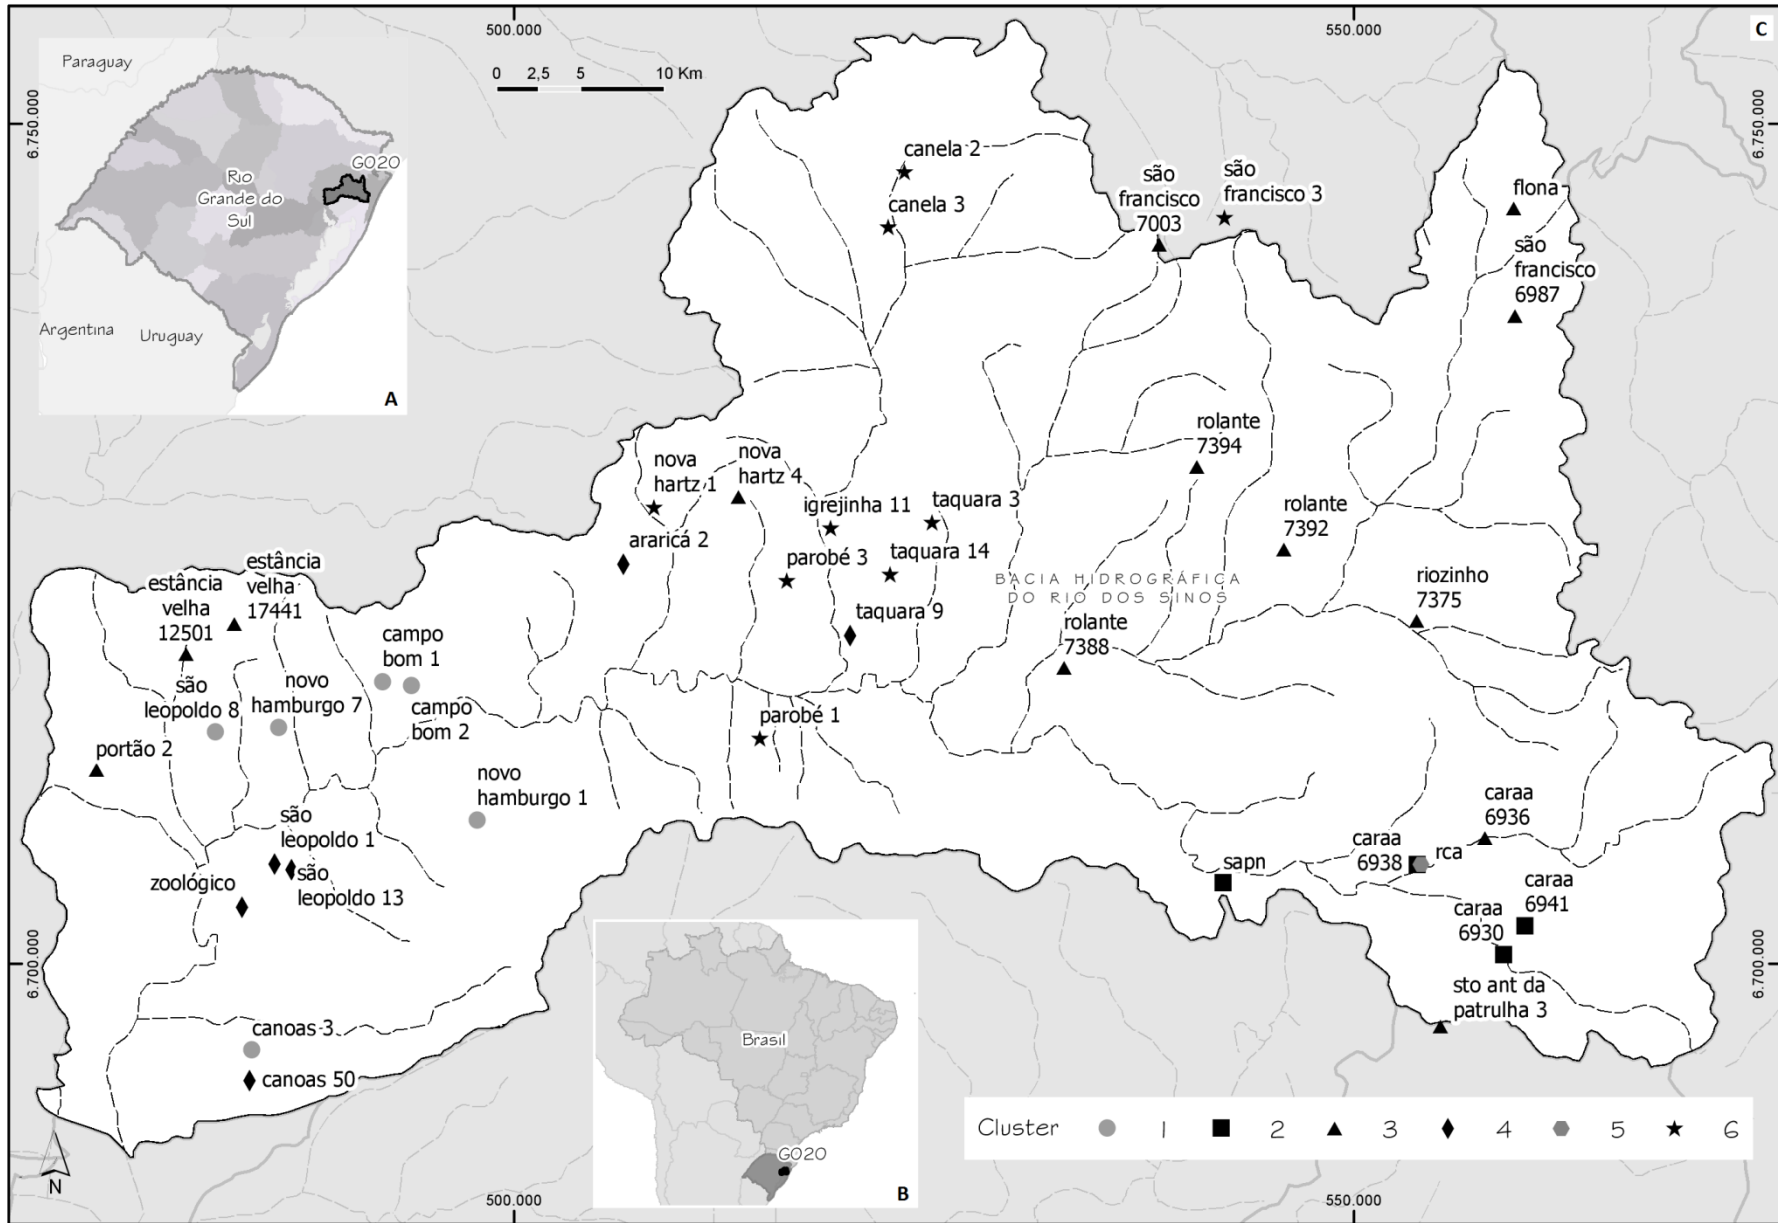 500.000
550.000
C
6.750.000
6.750.000
Paraguay
GO20
Rio
Grande do
Sul
Argentina
Uruguay
A
0 2,5 5 10 Km
canela 2
canela 3
são
francisco
7003
são
francisco 3
flona
são
francisco
6987
rolante
7394
nova
hartz 1
nova
hartz 4
igrejinha 11
taquara 3
rolante
7392
araricá 2
parobé 3
taquara 14
BACIA HIDROGRÁFICA
DO RIO DOS SINOS
riozinho
7375
estância
velha
12501
estância
velha
17441
taquara 9
rolante
7388
campo
bom 1
são
leopoldo 8
novo
hamburgo 7
campo
bom 2
parobé 1
portão 2
novo
hamburgo 1
são
leopoldo 1
caraa
6936
caraa
6938
rca
sapn
zoológico
são
leopoldo 13
caraa
6941
caraa
6930
6.700.000
6.700.000
sto ant da
patrulha 3
canoas 3
canoas 50
Brasil
GO20
B
Cluster 1 2 3 4 5 6
N
500.000
550.000